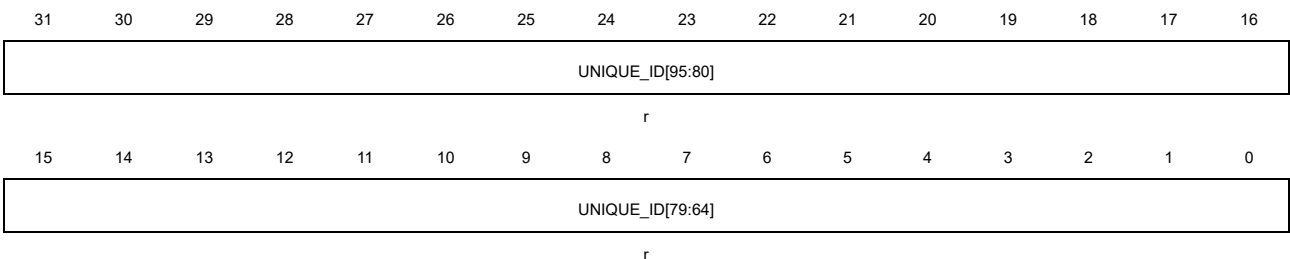 31 30 29 28 27 26 25 24 23 22 21 20 19 18 17 16
UNIQUE_ID[95:80]
r
15 14 13 12 11 10 9 8 7 6 5 4 3 2 1 0
UNIQUE_ID[79:64]
r